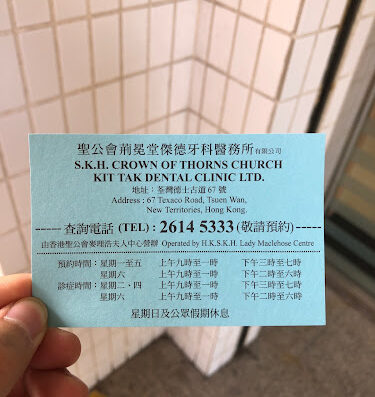 聖公會荊冕堂傑德牙科醫務所有限公司
S.K.H. CROWN OF THORNS CHURCH
KIT TAK DENTAL CLINIC LTD.
地址：荃灣德士古道 67 號
Address : 67 Texaco Road, Tsuen Wan,
New Territories, Hong Kong.
----- 查詢電話 (TEL) : 2614 5333 (敬請預約) -----
由香港聖公會麥理浩夫人中心營辦 Operated by H.K.S.K.H. Lady Maclehose Centre
預約時間：星期一至五 上午九時至一時 下午三時至七時
星期六 上午九時至一時 下午二時至六時
診症時間：星期二、四 上午九時至一時 下午三時至七時
星期六 上午九時至一時 下午二時至六時
星期日及公眾假期休息